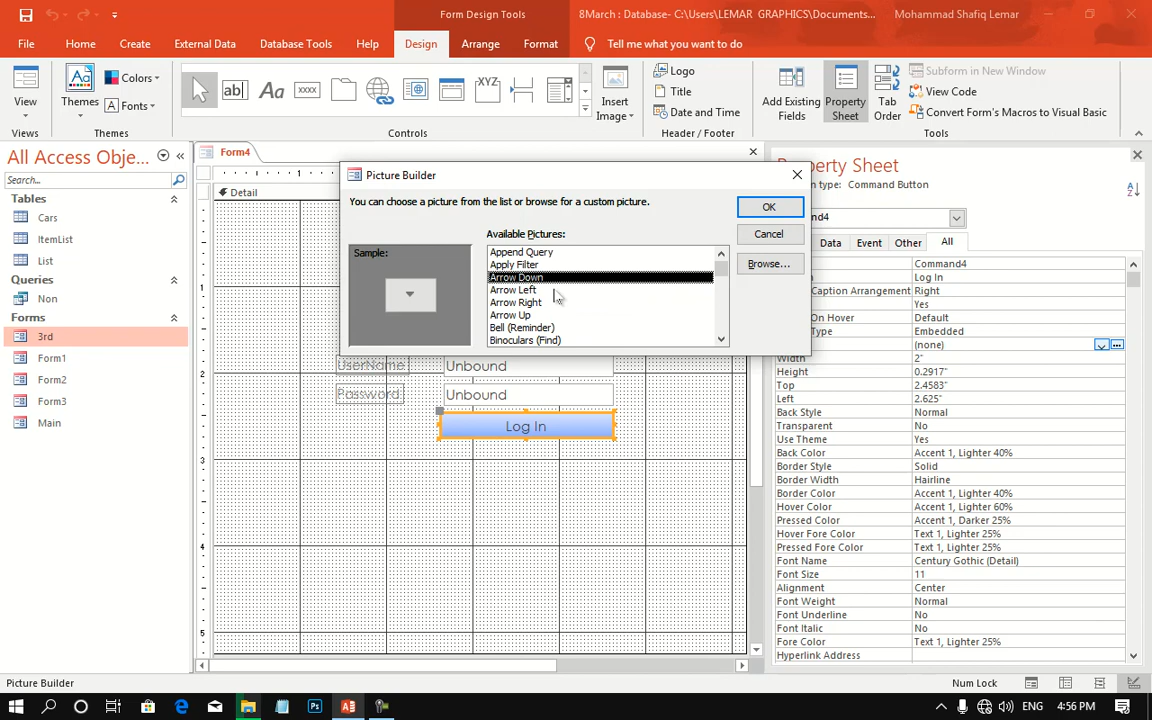 Form Design Tools
8March : Database- C:\Users\LEMAR GRAPHICS\Documents...
Mohammad Shafiq Lemar
File
Home
Create
External Data
Database Tools
Help
Design
Arrange
Format
Tell me what you want to do
View
Themes
Colors
Fonts
ab
Aa
xxxx
XYZ
Insert
Image
Logo
Title
Date and Time
Add Existing
Fields
Property
Sheet
Tab
Order
Subform in New Window
View Code
Convert Form's Macros to Visual Basic
Views
Themes
Controls
Header / Footer
Tools
All Access Obje...
Search...
Tables
Cars
ItemList
List
Queries
Non
Forms
3rd
Form1
Form2
Form3
Main
Form4
Detail
1
1
2
3
4
5
UserName
Unbound
Password
Unbound
Log In
Picture Builder
You can choose a picture from the list or browse for a custom picture.
Sample:
Available Pictures:
Append Query
Apply Filter
Arrow Down
Arrow Left
Arrow Right
Arrow Up
Bell (Reminder)
Binoculars (Find)
OK
Cancel
Browse...
Property Sheet
type: Command Button
nd4
Data
Event
Other
All
Command4
Log In
Caption Arrangement Right
Yes
On Hover Default
Type Embedded
(none)
Width 2"
Height 0.2917"
Top 2.4583"
Left 2.625"
Back Style Normal
Transparent No
Use Theme Yes
Back Color Accent 1, Lighter 40%
Border Style Solid
Border Width Hairline
Border Color Accent 1, Lighter 40%
Hover Color Accent 1, Lighter 60%
Pressed Color Accent 1, Darker 25%
Hover Fore Color Text 1, Lighter 25%
Pressed Fore Color Text 1, Lighter 25%
Font Name Century Gothic (Detail)
Font Size 11
Alignment Center
Font Weight Normal
Font Underline No
Font Italic No
Fore Color Text 1, Lighter 25%
Hyperlink Address
Picture Builder
Num Lock
ENG
4:56 PM